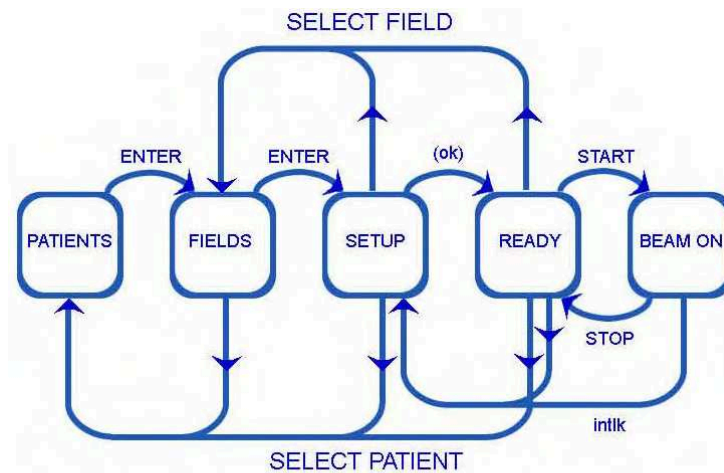 SELECT FIELD
ENTER
ENTER
(ok)
START
PATIENTS
FIELDS
SETUP
READY
BEAM ON
STOP
intlk
SELECT PATIENT